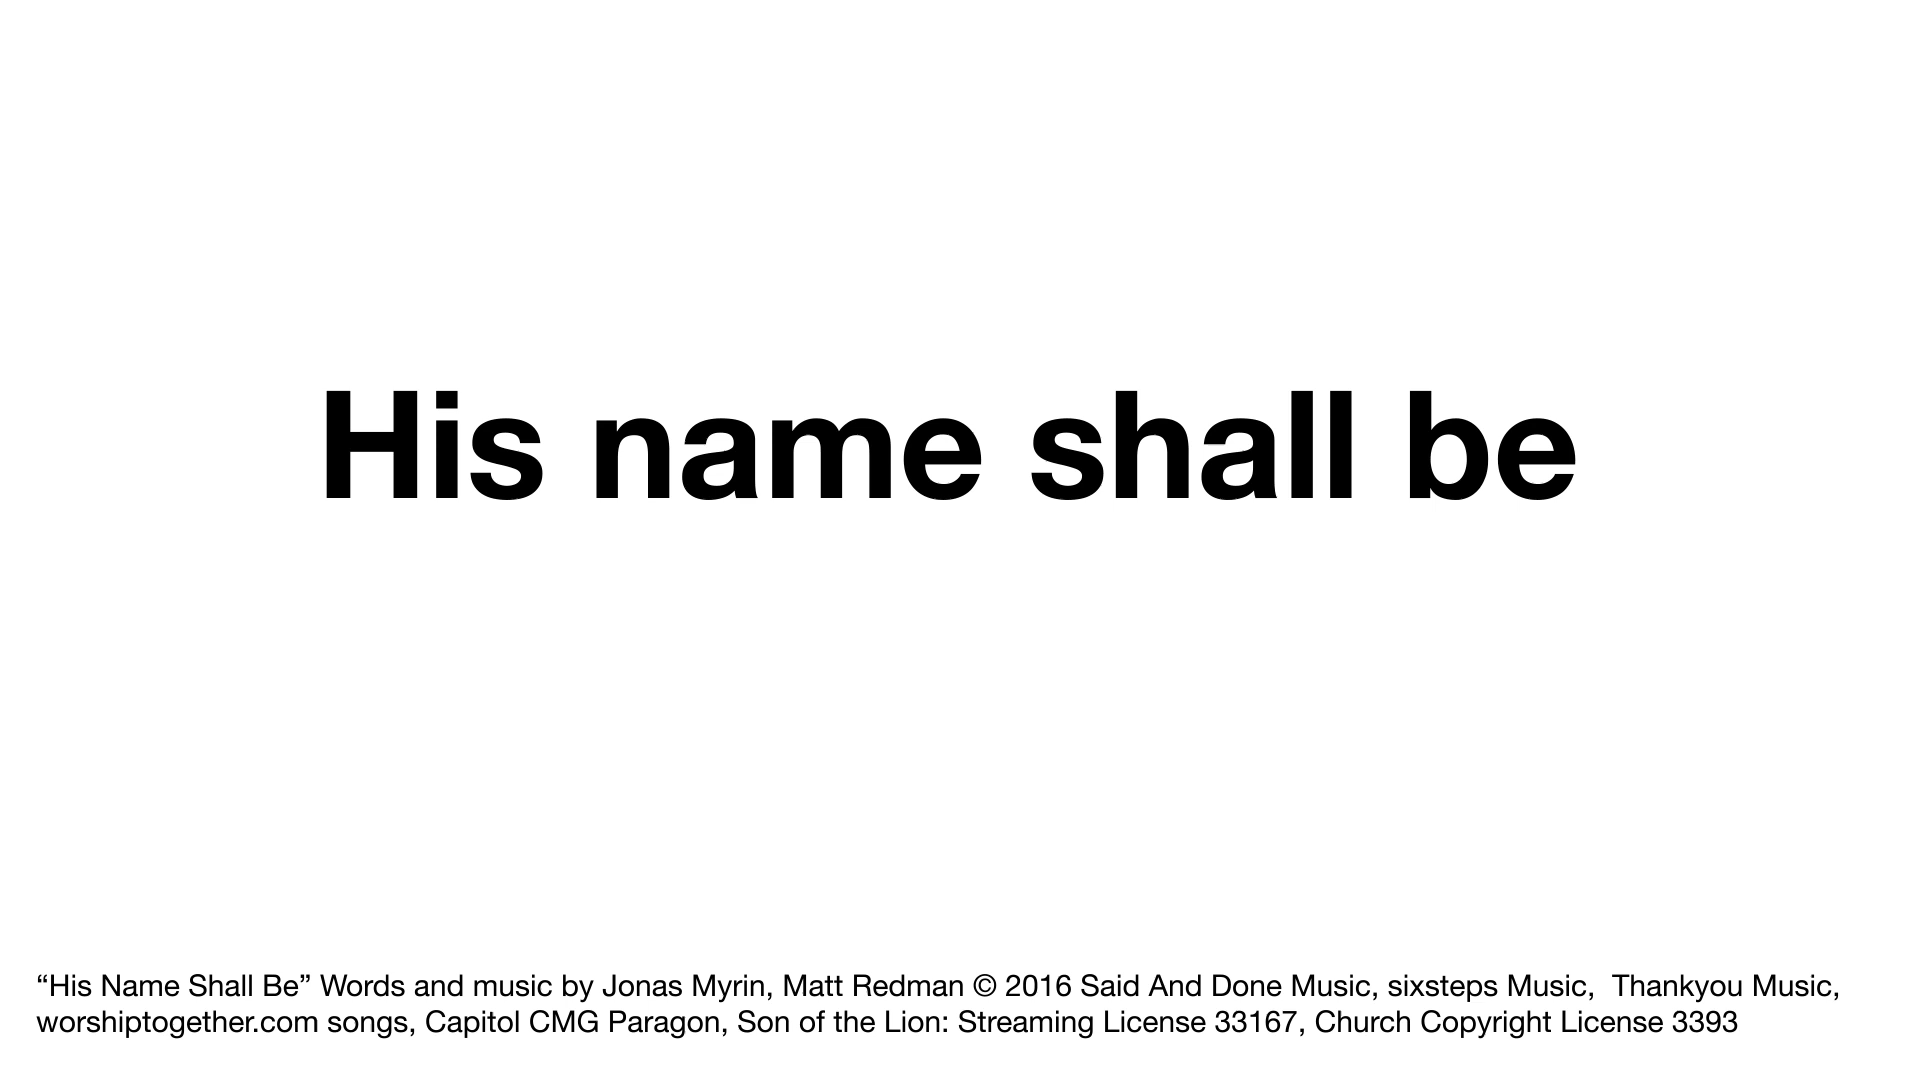 His name shall be
“His Name Shall Be” Words and music by Jonas Myrin, Matt Redman © 2016 Said And Done Music, sixsteps Music,  Thankyou Music,
worshiptogether.com songs, Capitol CMG Paragon, Son of the Lion: Streaming License 33167, Church Copyright License 3393